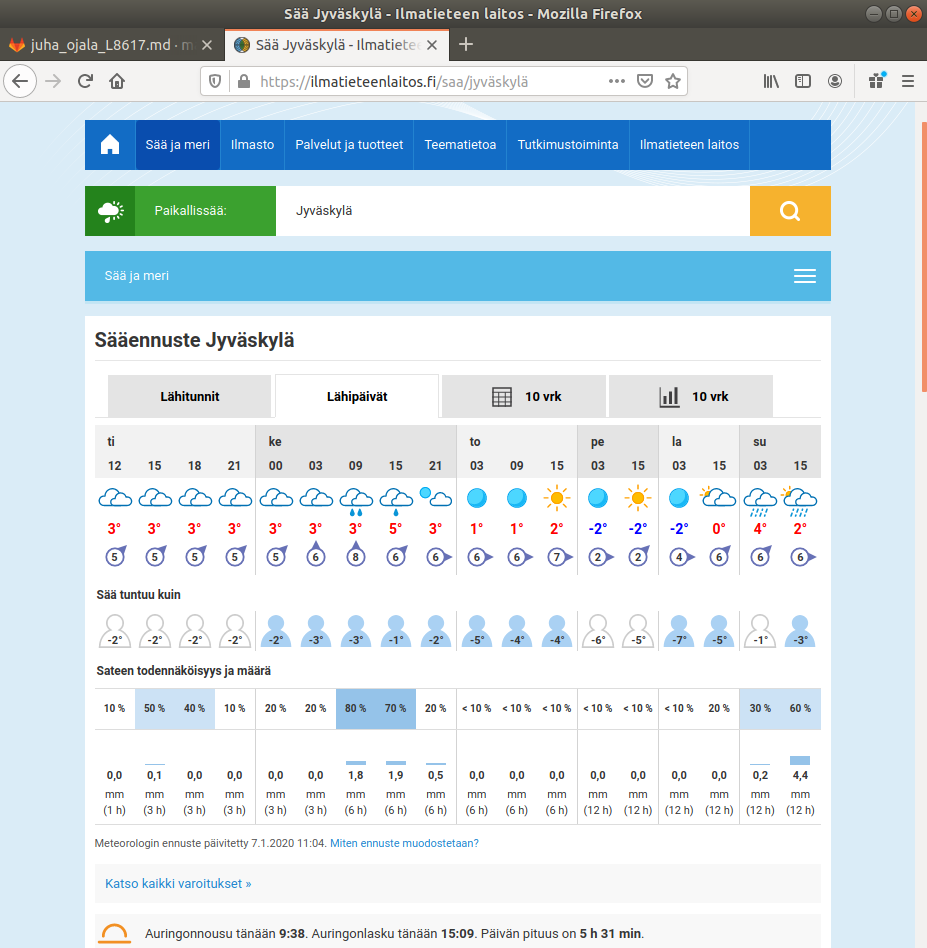 Sää Jyväskylä - Ilmatieteen laitos - Mozilla Firefox
juha_ojala_L8617.md · m
Sää Jyväskylä - Ilmatietee
https://ilmatieteenlaitos.fi/saa/jyväskylä
Sää ja meri Ilmasto Palvelut ja tuotteet Teematietoa Tutkimustoiminta Ilmatieteen laitos
Paikallissää: Jyväskylä
Sää ja meri
Sääennuste Jyväskylä
Lähitunnit Lähipäivät 10 vrk 10 vrk
ti ke to pe la su
12 15 18 21 00 03 09 15 21 03 09 15 03 15 03 15 03 15
3° 3° 3° 3° 3° 3° 3° 5° 3° 1° 1° 2° -2° -2° -2° 0° 4° 2°
5 5 5 5 5 6 8 6 6 6 6 7 2 2 4 6 6 6
Sää tuntuu kuin
-2° -2° -2° -2° -2° -3° -3° -1° -2° -5° -4° -4° -6° -5° -7° -5° -1° -3°
Sateen todennäköisyys ja määrä
10 % 50 % 40 % 10 % 20 % 20 % 80 % 70 % 20 % < 10 % < 10 % < 10 % < 10 % < 10 % < 10 % 20 % 30 % 60 %
0,0 0,1 0,0 0,0 0,0 0,0 1,8 1,9 0,5 0,0 0,0 0,0 0,0 0,0 0,0 0,0 0,2 4,4
mm mm mm mm mm mm mm mm mm mm mm mm mm mm mm mm mm mm
(1 h) (3 h) (3 h) (3 h) (3 h) (3 h) (6 h) (6 h) (6 h) (6 h) (6 h) (6 h) (12 h) (12 h) (12 h) (12 h) (12 h) (12 h)
Meteorologin ennuste päivitetty 7.1.2020 11:04. Miten ennuste muodostetaan?
Katso kaikki varoitukset »
Auringonnousu tänään 9:38. Auringonlasku tänään 15:09. Päivän pituus on 5 h 31 min.